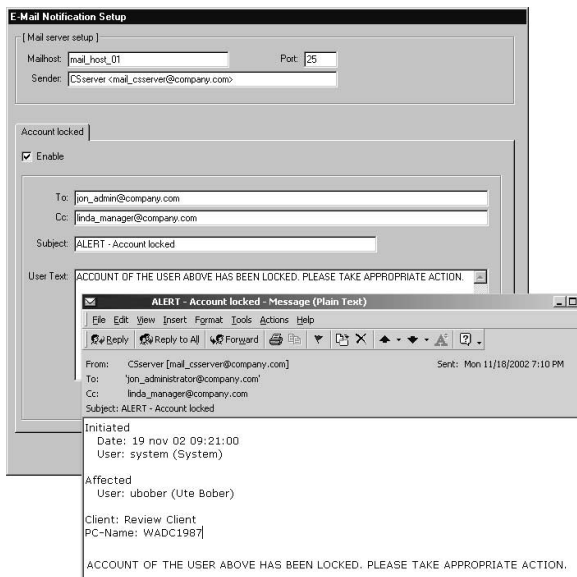 E-Mail Notification Setup
[ Mail server setup ]
Mailhost: mail_host_01 Port: 25
Sender: CSserver <mail_csserver@company.com>
Account locked
Enable
To: jon_admin@company.com
Cc: linda_manager@company.com
Subject: ALERT - Account locked
User Text: ACCOUNT OF THE USER ABOVE HAS BEEN LOCKED. PLEASE TAKE APPROPRIATE ACTION.
ALERT - Account locked - Message (Plain Text)
File Edit View Insert Format Tools Actions Help
Reply Reply to All Forward
From: CSserver [mail_csserver@company.com] Sent: Mon 11/18/2002 7:10 PM
To: 'jon_administrator@company.com'
Cc: linda_manager@company.com
Subject: ALERT - Account locked
Initiated
Date: 19 nov 02 09:21:00
User: system (System)
Affected
User: ubober (Ute Bober)
Client: Review Client
PC-Name: WADC1987
ACCOUNT OF THE USER ABOVE HAS BEEN LOCKED. PLEASE TAKE APPROPRIATE ACTION.